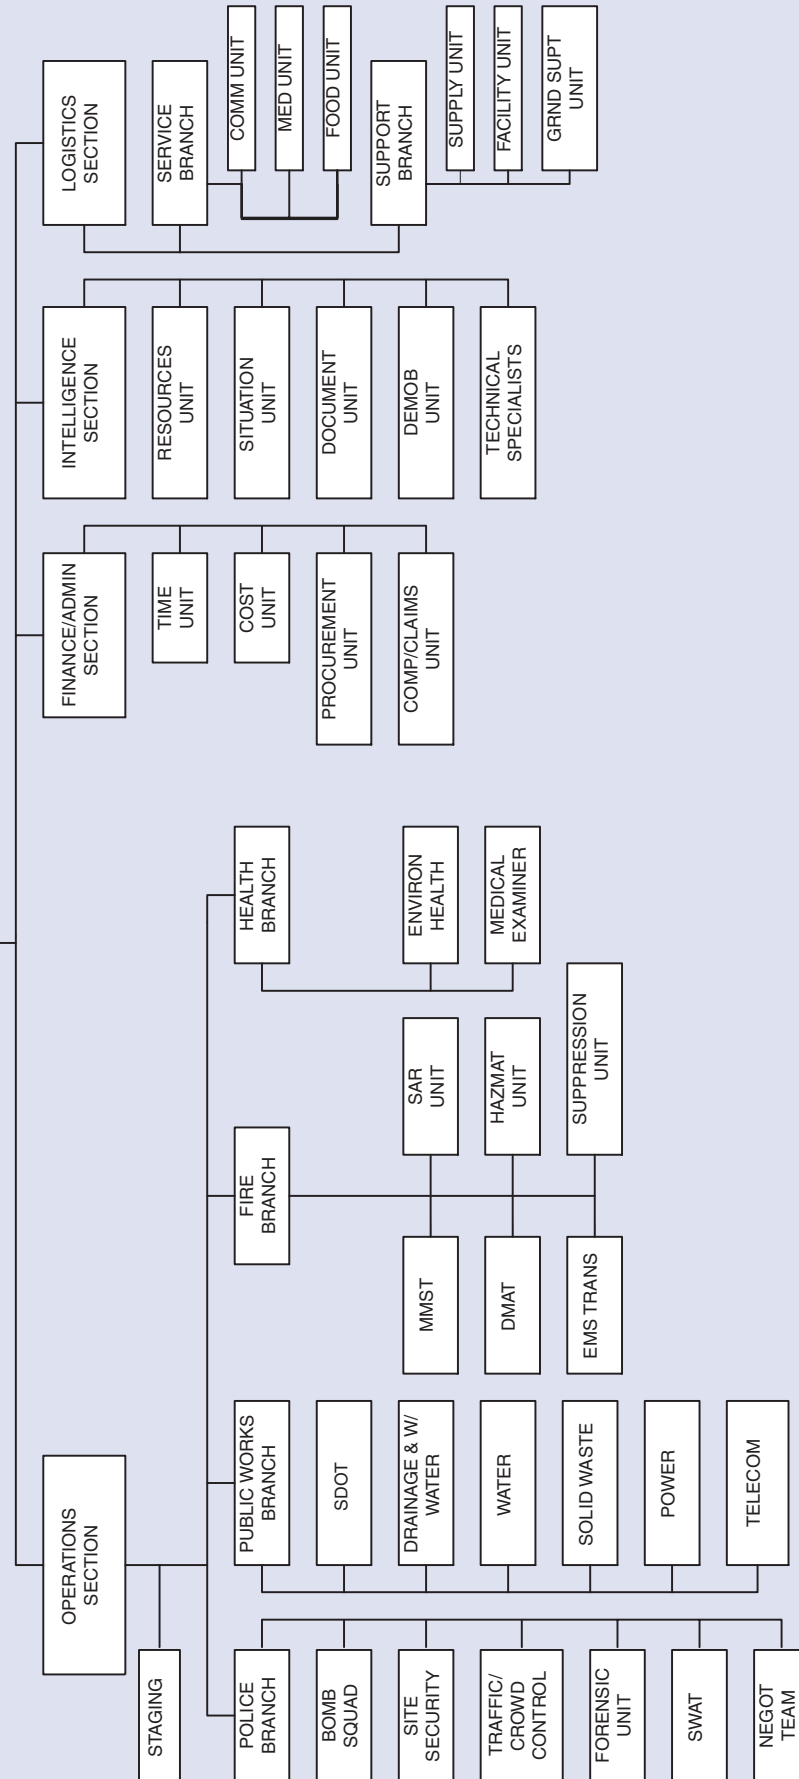 OPERATIONS
SECTION
STAGING
POLICE
BRANCH
BOMB
SQUAD
SITE
SECURITY
TRAFFIC/
CROWD
CONTROL
FORENSIC
UNIT
SWAT
NEGOT
TEAM
PUBLIC WORKS
BRANCH
SDOT
DRAINAGE & W/
WATER
WATER
SOLID WASTE
POWER
TELECOM
FIRE
BRANCH
MMST
SAR
UNIT
DMAT
HAZMAT
UNIT
EMS TRANS
SUPPRESSION
UNIT
HEALTH
BRANCH
ENVIRON
HEALTH
MEDICAL
EXAMINER
FINANCE/ADMIN
SECTION
TIME
UNIT
COST
UNIT
PROCUREMENT
UNIT
COMP/CLAIMS
UNIT
INTELLIGENCE
SECTION
RESOURCES
UNIT
SITUATION
UNIT
DOCUMENT
UNIT
DEMOB
UNIT
TECHNICAL
SPECIALISTS
LOGISTICS
SECTION
SERVICE
BRANCH
COMM UNIT
MED UNIT
FOOD UNIT
SUPPORT
BRANCH
SUPPLY UNIT
FACILITY UNIT
GRND SUPT
UNIT